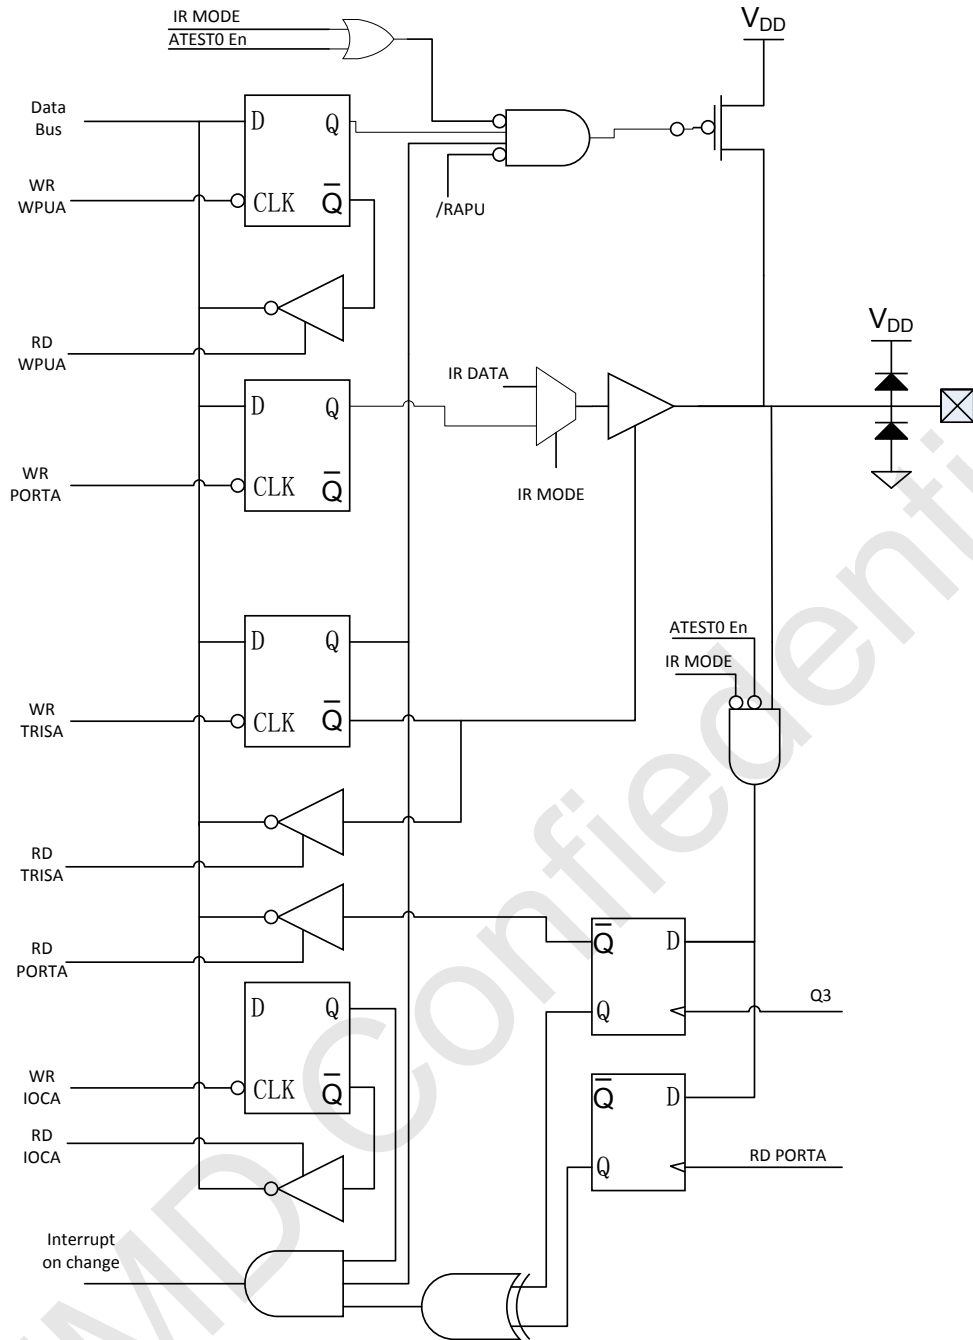 IR MODE
ATEST0 En
VDD
Data
Bus
D
Q
WR
WPUA
CLK
Q
/RAPU
RD
WPUA
VDD
IR DATA
D
Q
WR
PORTA
CLK
Q
IR MODE
D
Q
ATEST0 En
IR MODE
WR
TRISA
CLK
Q
RD
TRISA
RD
PORTA
Q
D
Q
Q3
D
Q
WR
IOCA
CLK
Q
Q
D
RD
IOCA
Q
RD PORTA
Interrupt
on change
MD Confiedenti